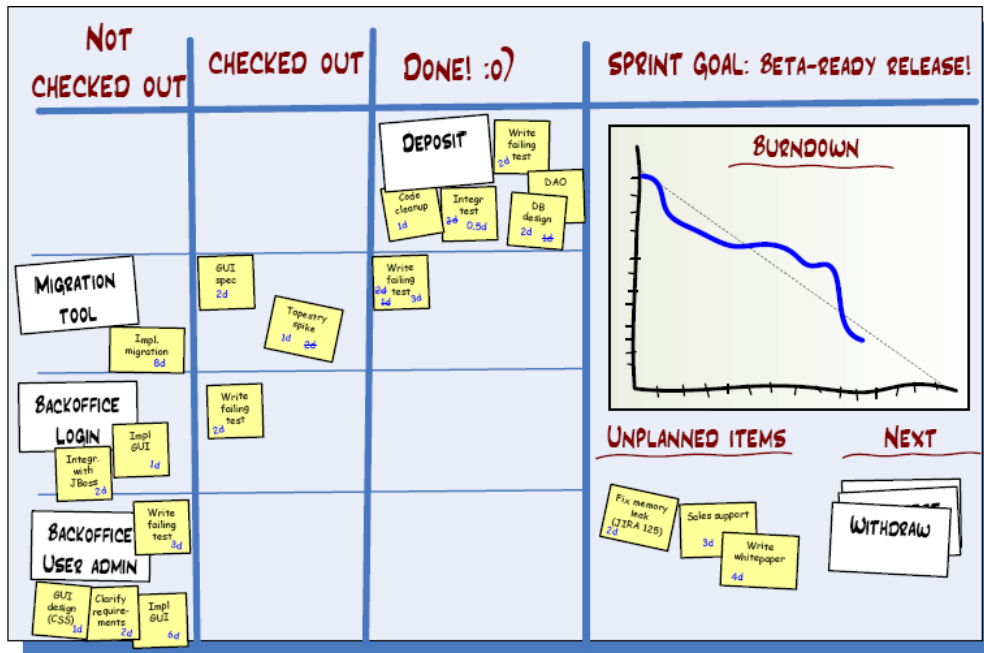 NOT
CHECKED OUT
CHECKED OUT
DONE! :o)
SPRINT GOAL: BETA-READY RELEASE!
DEPOSIT
Write
failing
test
2d
DAO
Code
cleanup
1d
Integr
test
2d 0.5d
DB
design
2d 1d
BURNDOWN
MIGRATION
TOOL
Impl.
migration
8d
GUI
spec
2d
Tapestry
spike
1d 2d
Write
failing
2d test
1d 3d
BACKOFFICE
LOGIN
Impl
GUI
1d
Integr.
with
JBoss
2d
Write
failing
test
2d
BACKOFFICE
USER ADMIN
Write
failing
test
3d
GUI
design
(CSS)
1d
Clarify
require-
ments
2d
Impl
GUI
6d
UNPLANNED ITEMS
NEXT
Fix memory
leak
(JIRA 125)
2d
Sales support
3d
Write
whitepaper
4d
WITHDRAW